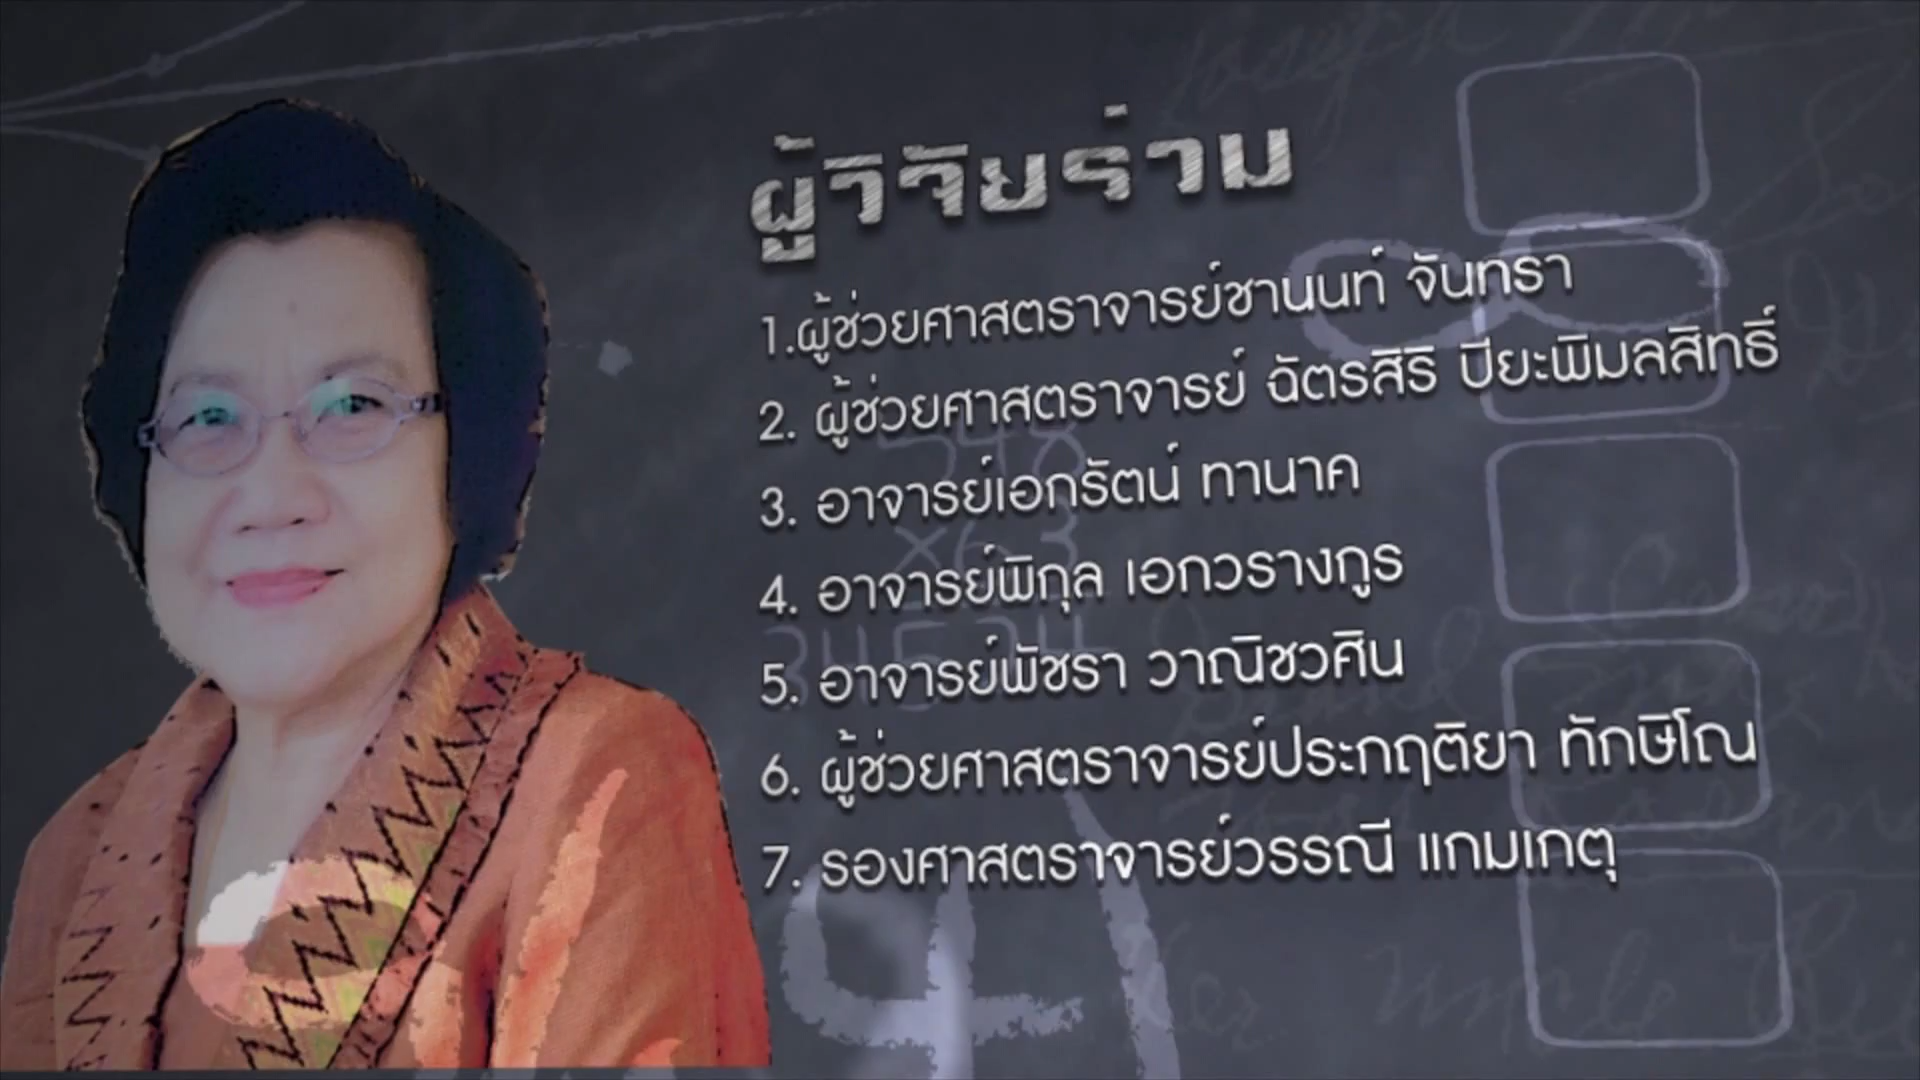 ผู้วิจัยร่วม
1.ผู้ช่วยศาสตราจารย์ชานนท์ จันทรา
2. ผู้ช่วยศาสตราจารย์ ฉัตรสิริ ปิยะพิมลสิทธิ์
3. อาจารย์เอกรัตน์ ทานาค
4. อาจารย์พิกุล เอกวรางกูร
5. อาจารย์พัชรา วาณิชวศิน
6. ผู้ช่วยศาสตราจารย์ประกฤติยา ทักษิโณ
7. รองศาสตราจารย์วรรณี แกมเกตุ